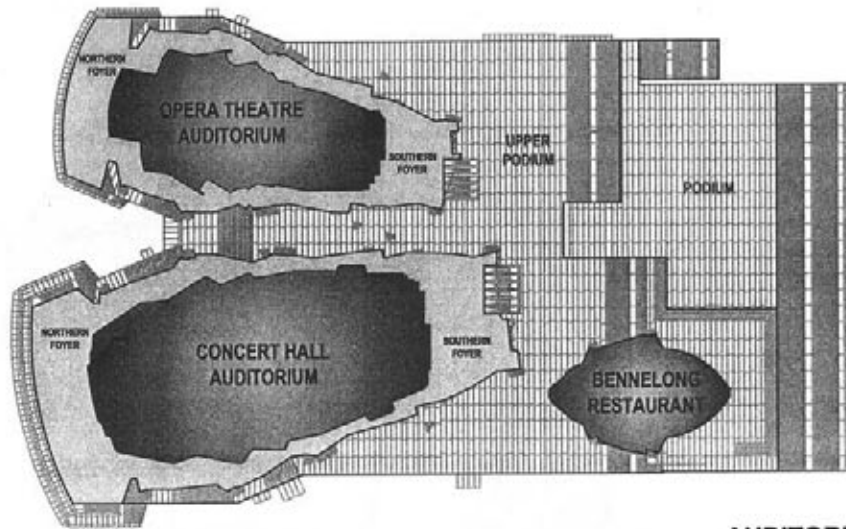 NORTHERN
FOYER
OPERA THEATRE
AUDITORIUM
SOUTHERN
FOYER
UPPER
PODIUM
PODIUM
NORTHERN
FOYER
CONCERT HALL
AUDITORIUM
SOUTHERN
FOYER
BENNELONG
RESTAURANT